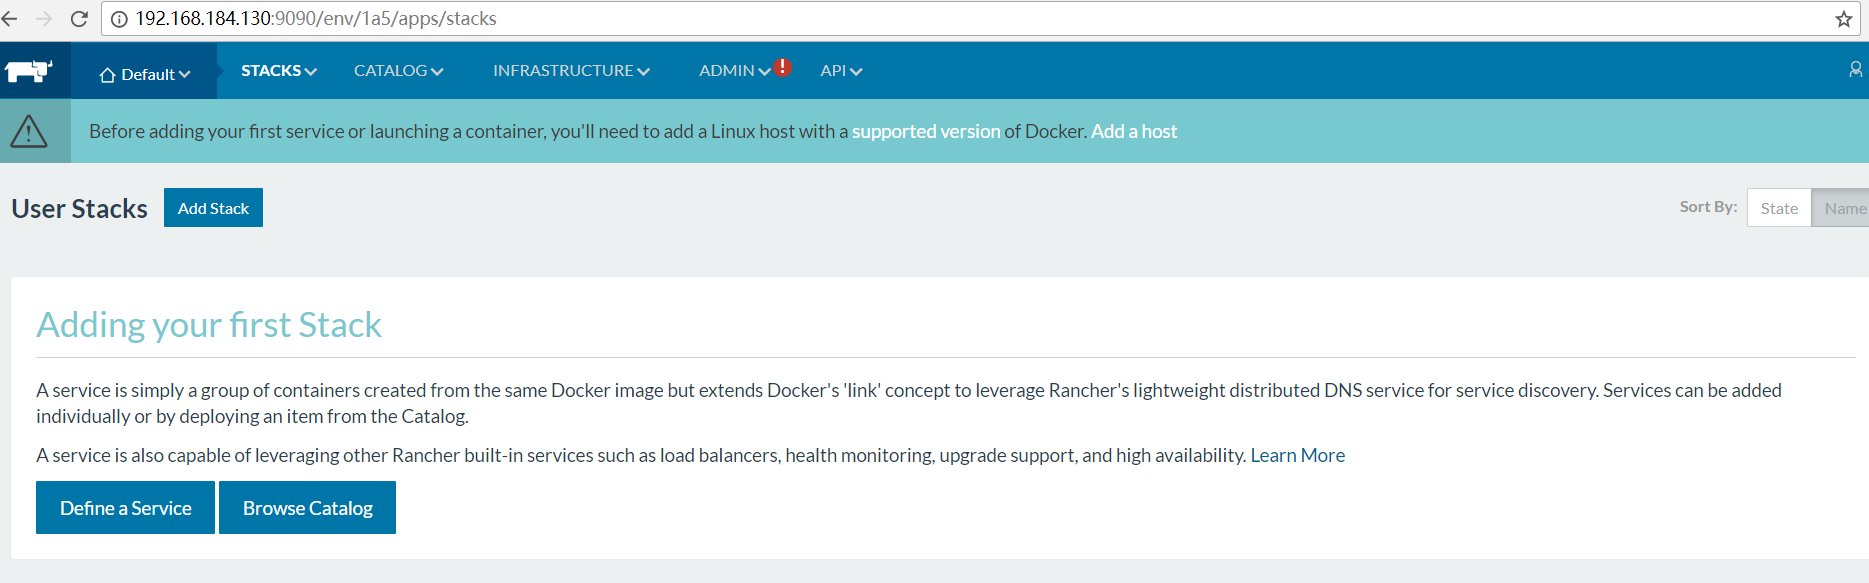 192.168.184.130:9090/env/1a5/apps/stacks
Default STACKS CATALOG INFRASTRUCTURE ADMIN ! API
Before adding your first service or launching a container, you'll need to add a Linux host with a supported version of Docker. Add a host
User Stacks Add Stack Sort By: State Name
Adding your first Stack
A service is simply a group of containers created from the same Docker image but extends Docker's 'link' concept to leverage Rancher's lightweight distributed DNS service for service discovery. Services can be added
individually or by deploying an item from the Catalog.
A service is also capable of leveraging other Rancher built-in services such as load balancers, health monitoring, upgrade support, and high availability. Learn More
Define a Service Browse Catalog